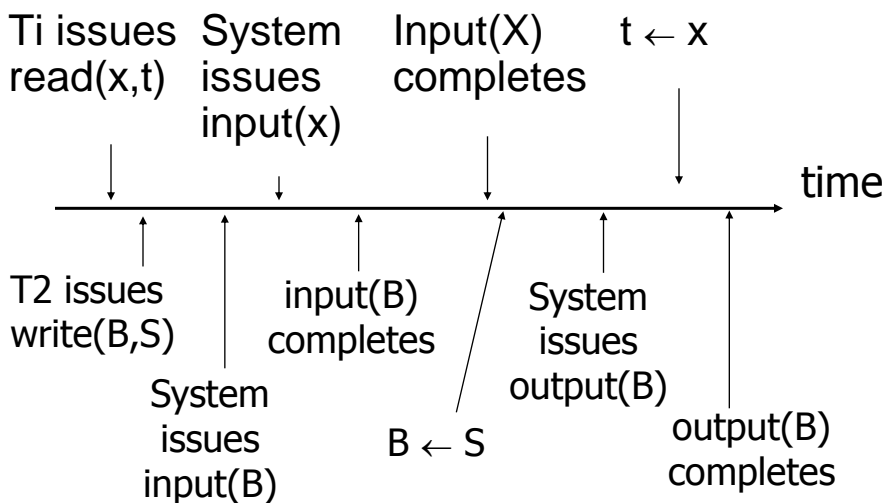 Ti issues
read(x,t)
System
issues
input(x)
Input(X)
completes
t ← x
time
T2 issues
write(B,S)
System
issues
input(B)
input(B)
completes
B ← S
System
issues
output(B)
output(B)
completes